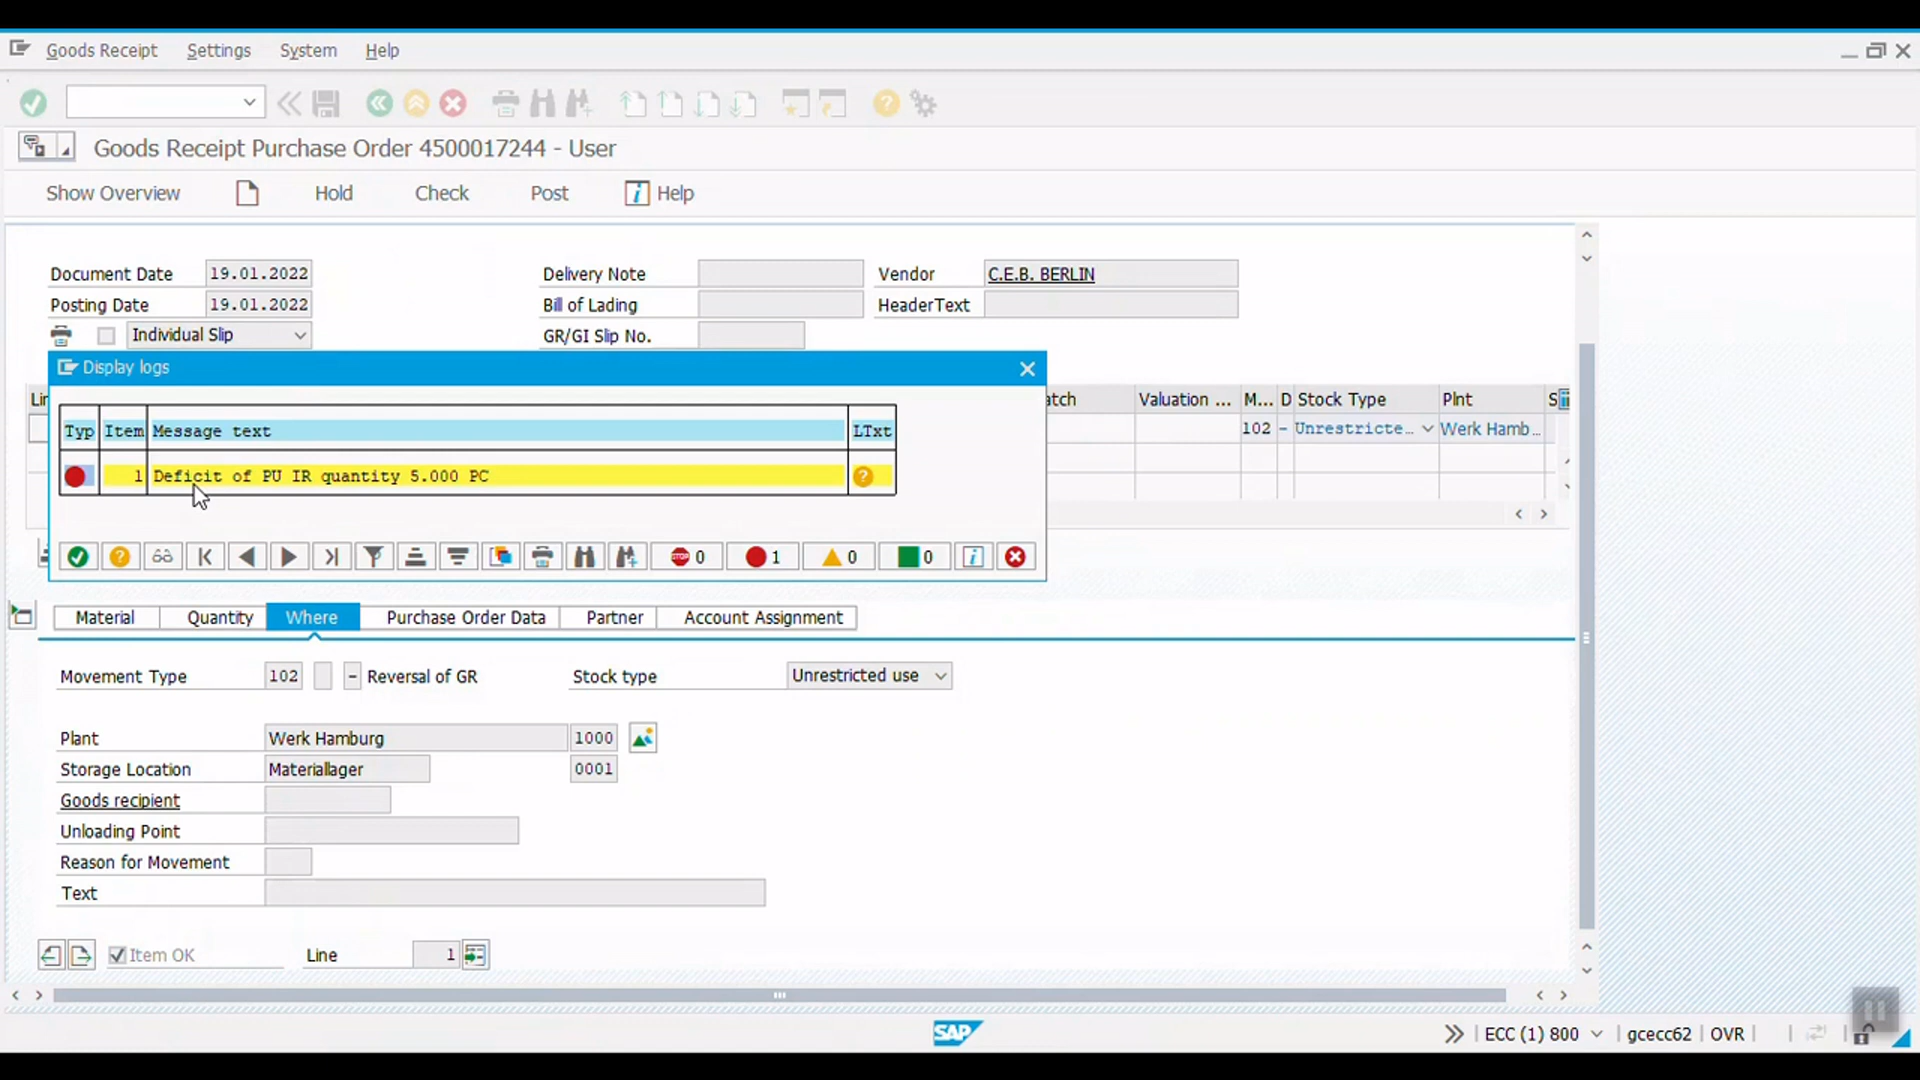 Goods Receipt Settings System Help
Goods Receipt Purchase Order 4500017244 - User
Show Overview Hold Check Post Help
Document Date 19.01.2022 Delivery Note Vendor C.E.B. BERLIN
Posting Date 19.01.2022 Bill of Lading HeaderText
Individual Slip GR/GI Slip No.
Display logs
Lir atch Valuation ... M... D Stock Type Plnt S
Typ Item Message text LTxt
102 - Unrestricte... Werk Hamb...
1 Deficit of PU IR quantity 5.000 PC
STOP 0 1 0 0
Material Quantity Where Purchase Order Data Partner Account Assignment
Movement Type 102 - Reversal of GR Stock type Unrestricted use
Plant Werk Hamburg 1000
Storage Location Materiallager 0001
Goods recipient
Unloading Point
Reason for Movement
Text
Item OK Line 1
SAP ECC (1) 800 gcecc62 OVR